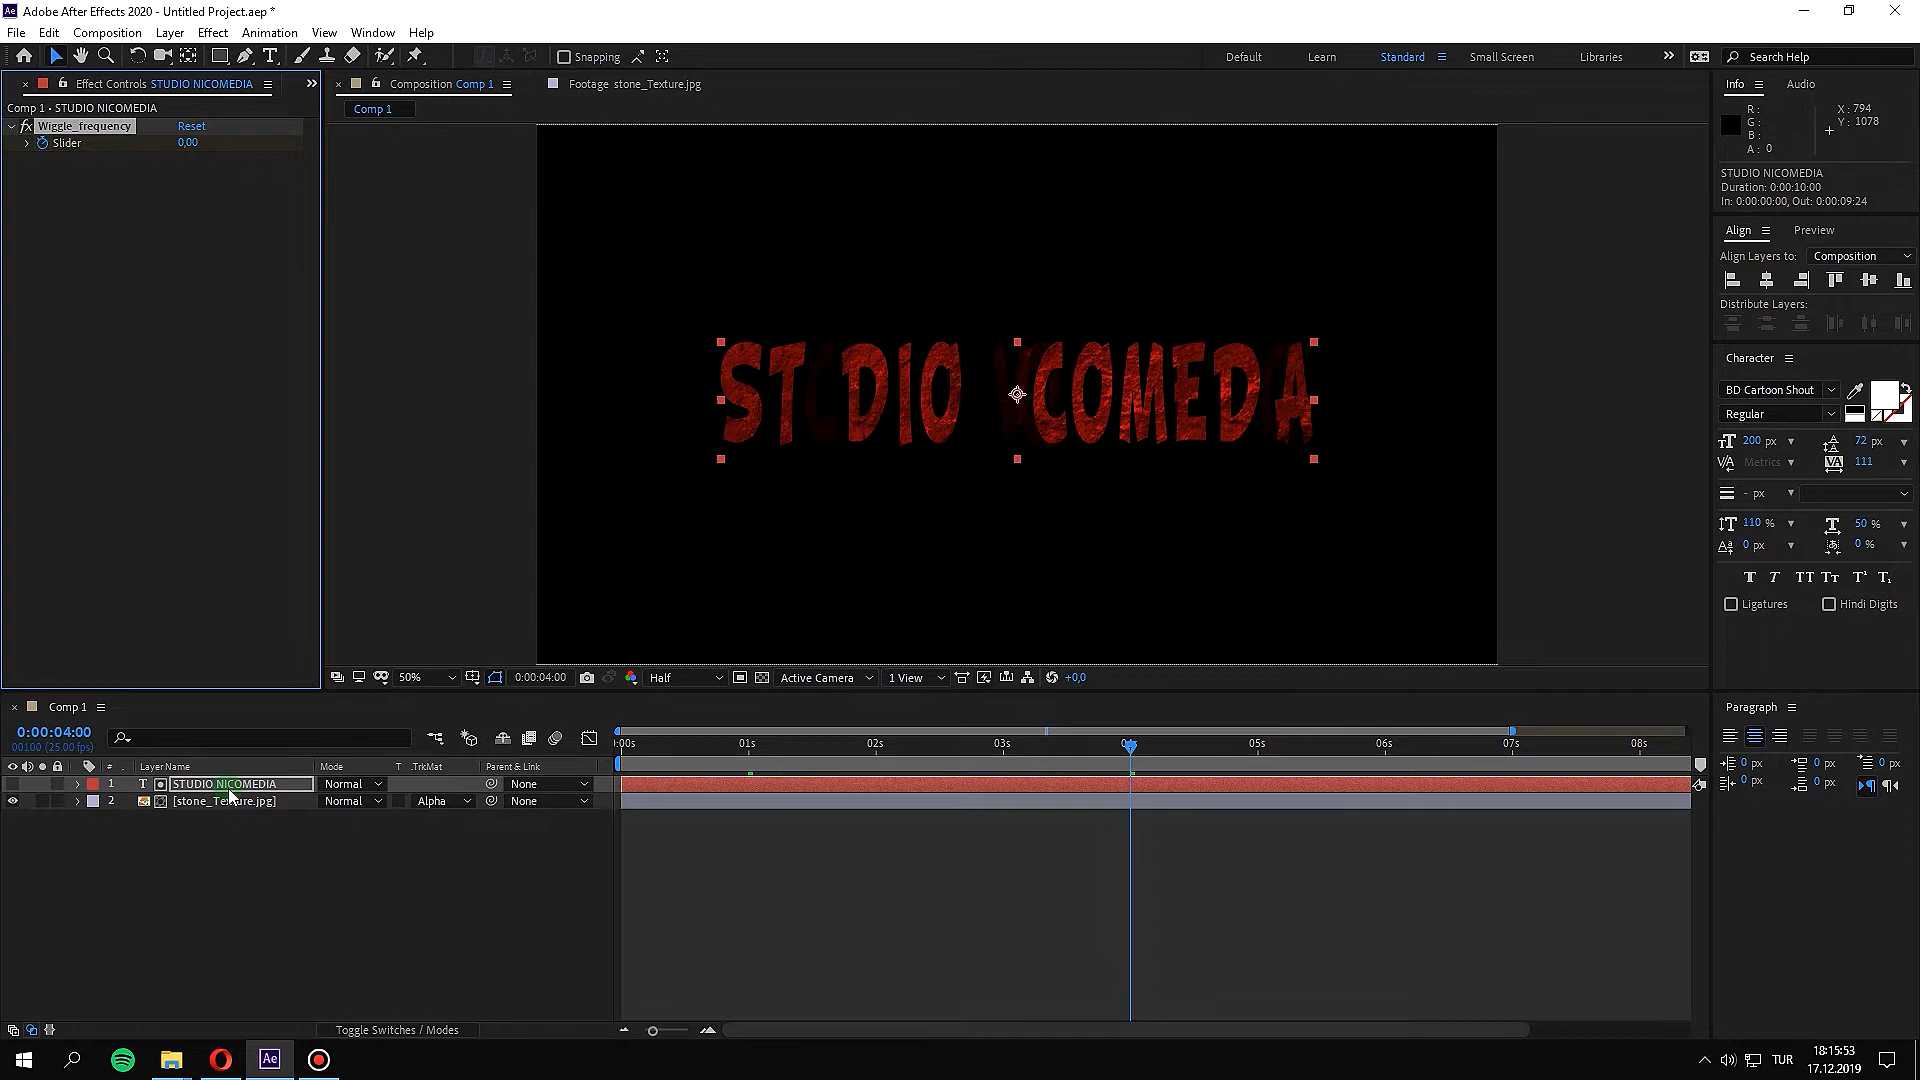 Adobe After Effects 2020 - Untitled Project.aep *
File Edit Composition Layer Effect Animation View Window Help
Snapping Default Learn Standard Small Screen Libraries Search Help
Effect Controls STUDIO NICOMEDIA
Composition Comp 1
Footage stone_Texture.jpg
Info Audio
Comp 1 • STUDIO NICOMEDIA
Comp 1
fx Wiggle_frequency Reset
Slider 0,00
R:
G:
B:
A: 0
X: 794
Y: 1078
STUDIO NICOMEDIA
Duration: 0:00:10:00
In: 0:00:00:00, Out: 0:00:09:24
Align Preview
Align Layers to: Composition
Distribute Layers:
ST DIO COMEDA
Character
BD Cartoon Shout
Regular
200 px 72 px
Metrics 111
- px
110 % 50 %
0 px 0 %
Ligatures Hindi Digits
50% 0:00:04:00 Half Active Camera 1 View +0,0
Comp 1
0:00:04:00
00100 (25.00 fps)
:00s 01s 02s 03s 05s 06s 07s 08s
# Layer Name Mode T .TrkMat Parent & Link
1 T STUDIO NICOMEDIA Normal None
2 [stone_Texture.jpg] Normal Alpha None
Paragraph
0 px 0 px 0 px
0 px 0 px
Toggle Switches / Modes
Ae TUR
18:15:53
17.12.2019